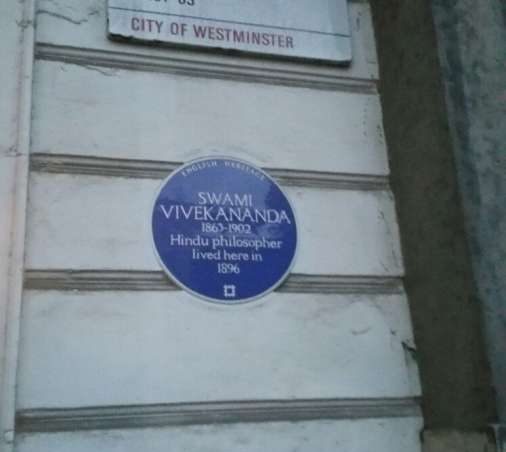 CITY OF WESTMINSTER
ENGLISH HERITAGE
SWAMI
VIVEKANANDA
1863-1902
Hindu philosopher
lived here in
1896